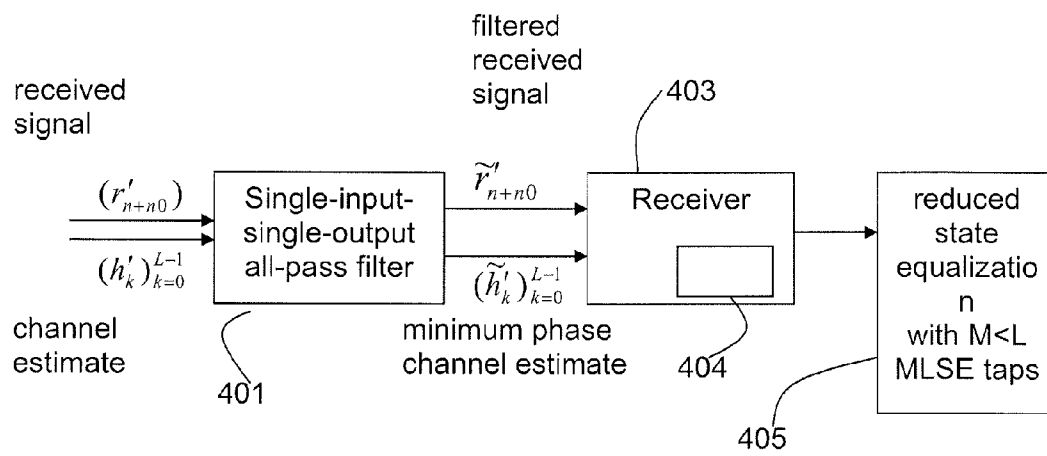 received
signal
filtered
received
signal
403
(r'_{n+n0})
(h'_k)_{k=0}^{L-1}
Single-input-
single-output
all-pass filter
r̃'_{n+n0}
(h̃'_k)_{k=0}^{L-1}
Receiver
reduced
state
equalizatio
n
with M<L
MLSE taps
channel
estimate
401
minimum phase
channel estimate
404
405